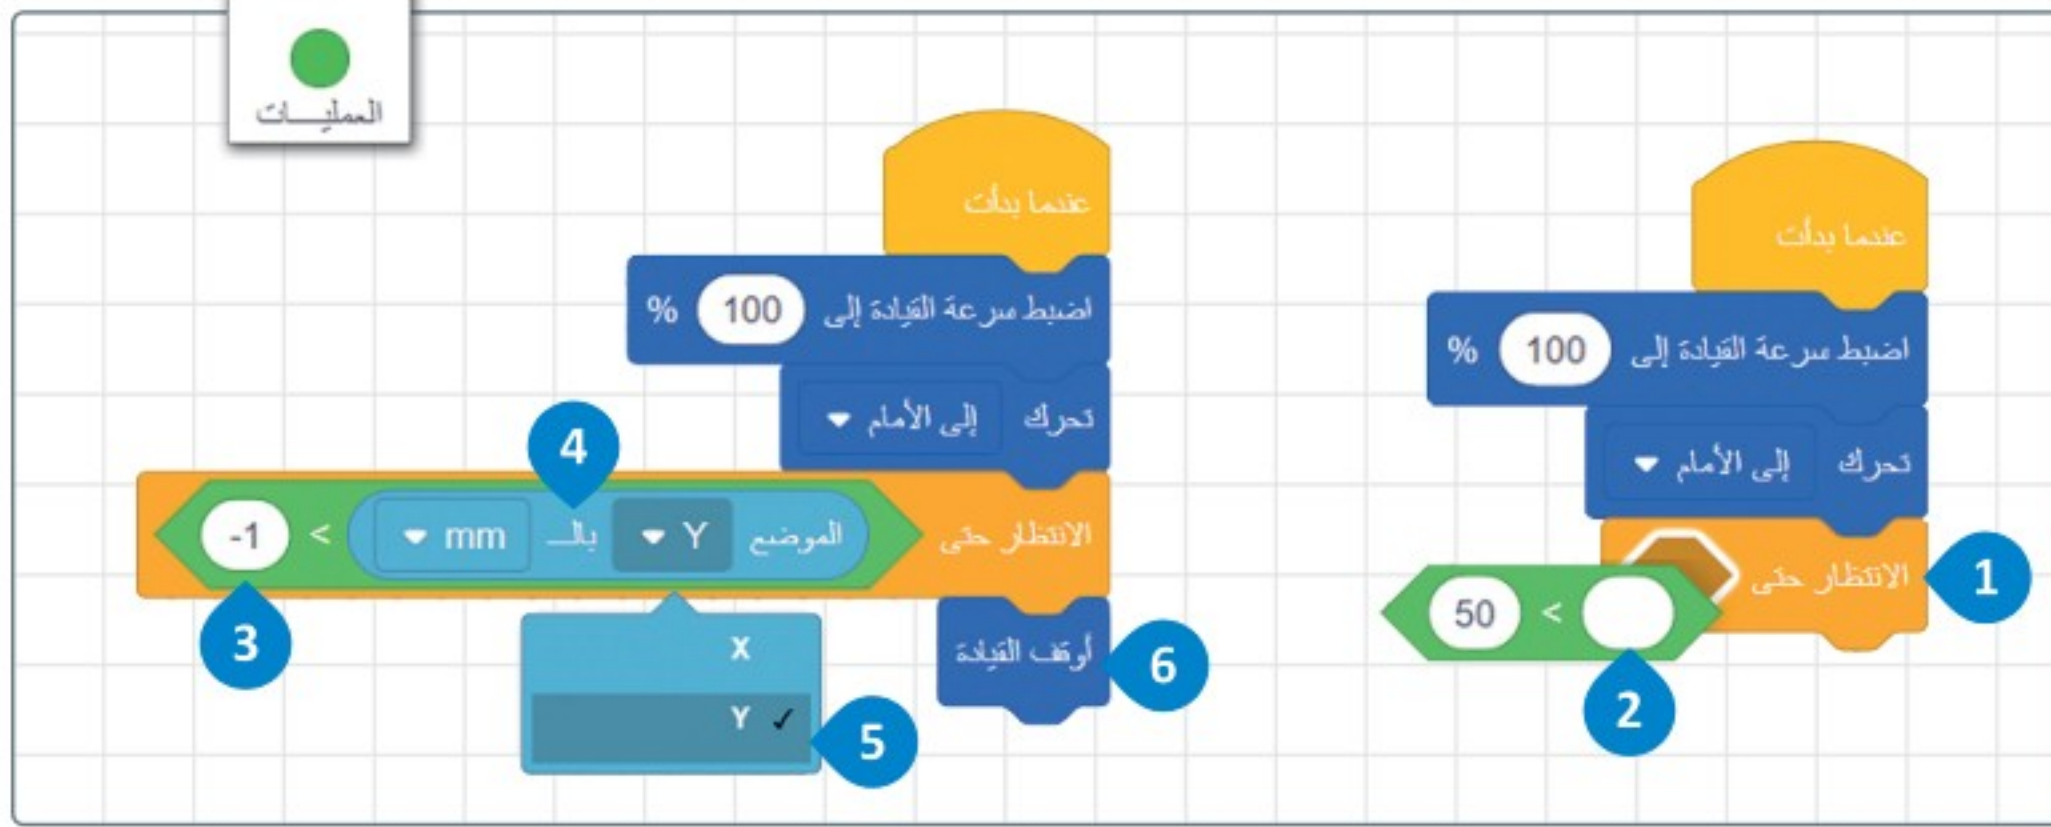 العمليـــات
عندما بدأت
اضبط سرعة القيادة إلى 100 %
تحرك إلى الأمام
الانتظار حتى
1
50 < 
2
عندما بدأت
اضبط سرعة القيادة إلى 100 %
تحرك إلى الأمام
4
الانتظار حتى الموضع Y بالــ mm < -1
3
X
Y ✓
5
أوقف القيادة
6